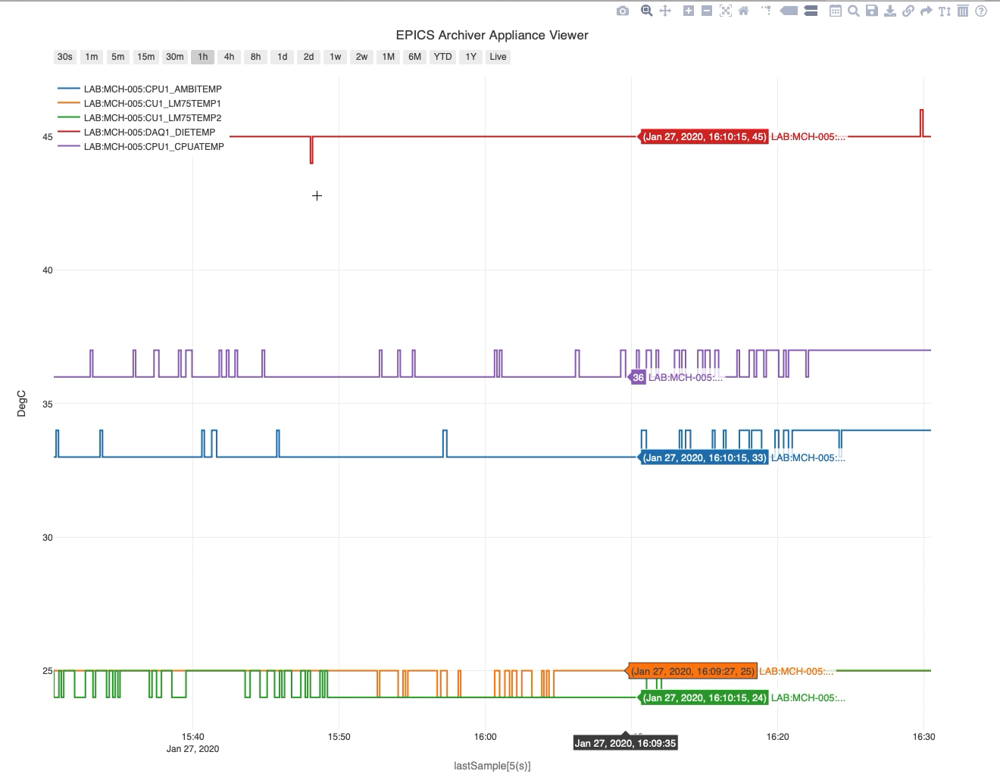 EPICS Archiver Appliance Viewer
30s 1m 5m 15m 30m 1h 4h 8h 1d 2d 1w 2w 1M 6M YTD 1Y Live
LAB:MCH-005:CPU1_AMBITEMP
LAB:MCH-005:CU1_LM75TEMP1
LAB:MCH-005:CU1_LM75TEMP2
LAB:MCH-005:DAQ1_DIETEMP
LAB:MCH-005:CPU1_CPUATEMP
45
(Jan 27, 2020, 16:10:15, 45) LAB:MCH-005:...
40
36 LAB:MCH-005:...
35
DegC
(Jan 27, 2020, 16:10:15, 33) LAB:MCH-005:...
30
25
(Jan 27, 2020, 16:09:27, 25) LAB:MCH-005:...
(Jan 27, 2020, 16:10:15, 24) LAB:MCH-005:...
15:40 15:50 16:00 16:20 16:30
Jan 27, 2020
Jan 27, 2020, 16:09:35
lastSample[5(s)]